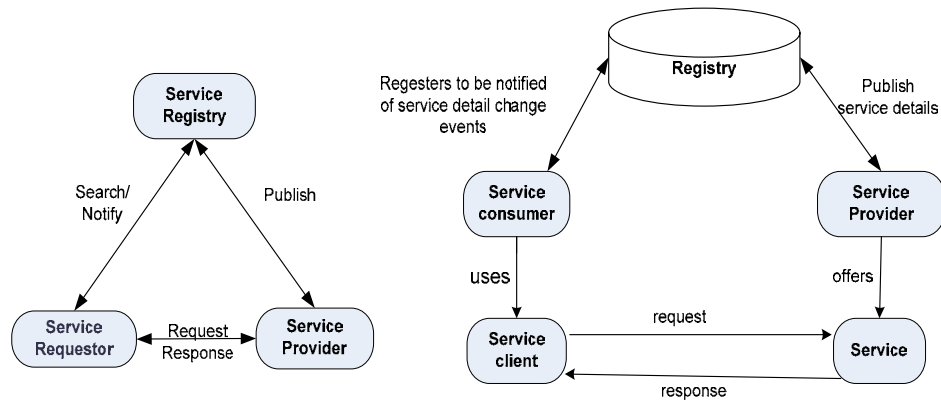 Service
Registry
Search/
Notify
Publish
Service
Requestor
Request
Response
Service
Provider
Registry
Regesters to be notified
of service detail change
events
Publish
service details
Service
consumer
Service
Provider
uses
offers
Service
client
request
Service
response